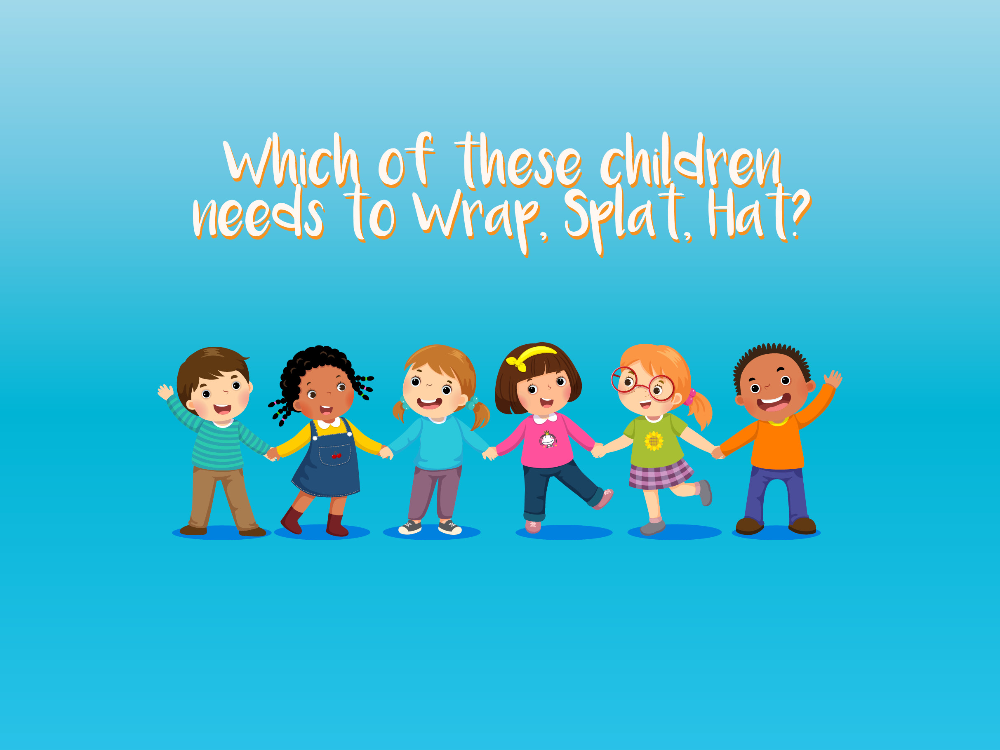 Which of these children
needs to Wrap, Splat, Hat?